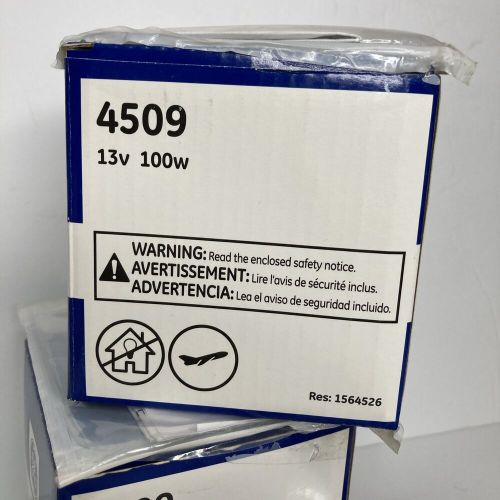 4509
13v 100w
WARNING: Read the enclosed safety notice.
AVERTISSEMENT: Lire l'avis de sécurité inclus.
ADVERTENCIA: Lea el aviso de seguridad incluido.
Res: 1564526